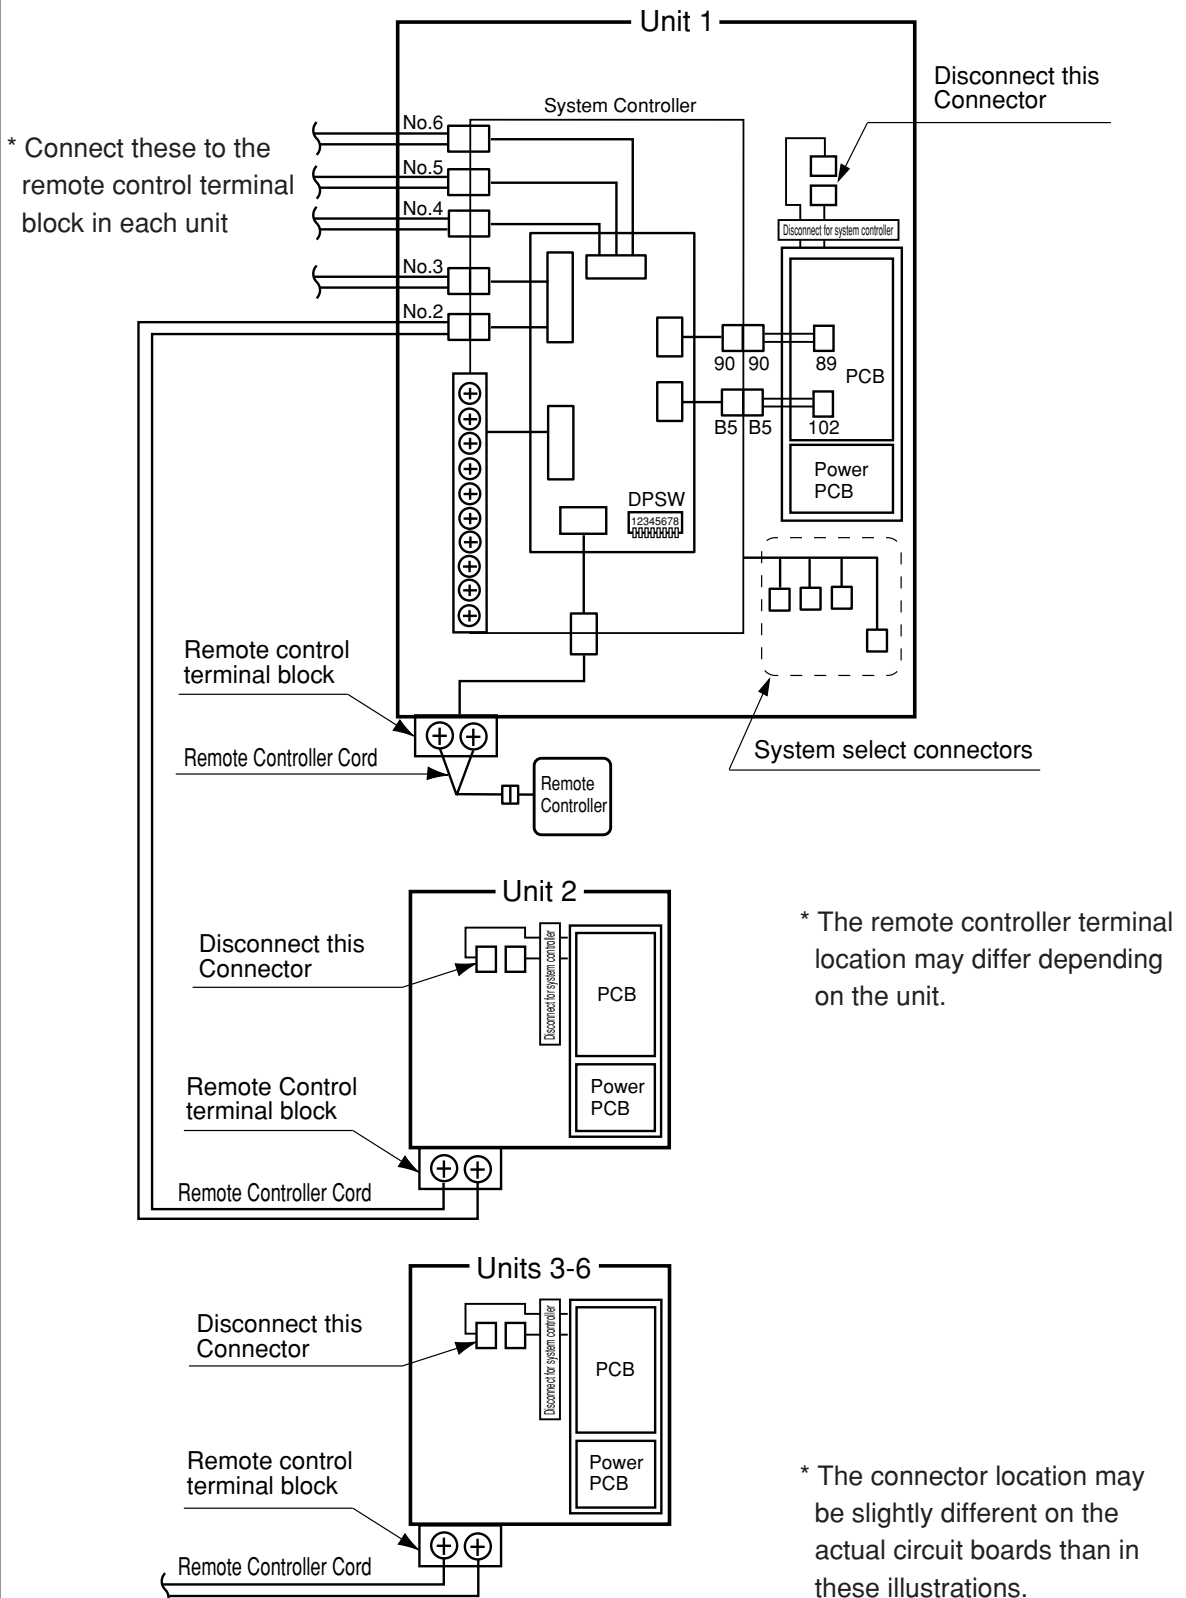 Unit 1
Disconnect this
Connector
System Controller
* Connect these to the
remote control terminal
block in each unit
No.6
No.5
No.4
No.3
No.2
Disconnect for system controller
90 90 89
PCB
B5 B5 102
Power
PCB
DPSW
12345678
Remote control
terminal block
Remote Controller Cord
System select connectors
Remote
Controller
Unit 2
Disconnect this
Connector
Disconnect for system controller
PCB
* The remote controller terminal
location may differ depending
on the unit.
Remote Control
terminal block
Power
PCB
Remote Controller Cord
Units 3-6
Disconnect this
Connector
Disconnect for system controller
PCB
Remote control
terminal block
Power
PCB
Remote Controller Cord
* The connector location may
be slightly different on the
actual circuit boards than in
these illustrations.